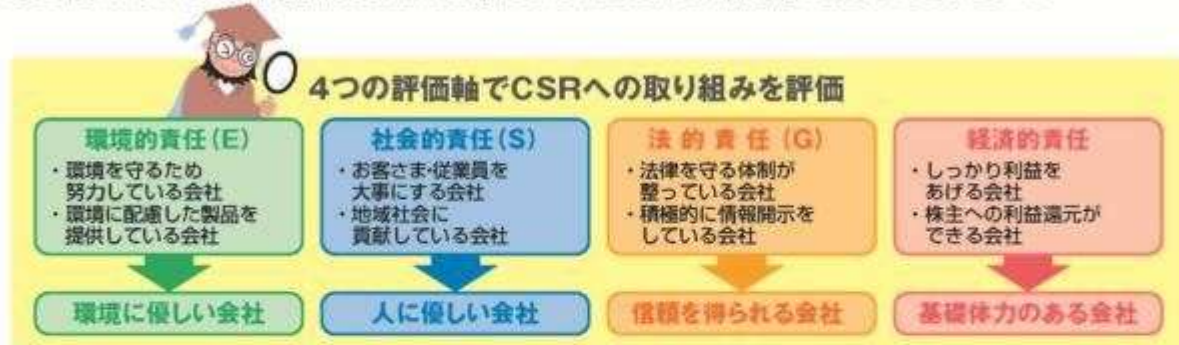 4つの評価軸でCSRへの取り組みを評価
環境的責任(E)
・環境を守るため
努力している会社
・環境に配慮した製品を
提供している会社
環境に優しい会社
社会的責任(S)
・お客さま・従業員を
大事にする会社
・地域社会に
貢献している会社
人に優しい会社
法的責任(G)
・法律を守る体制が
整っている会社
・積極的に情報開示を
している会社
信頼を得られる会社
経済的責任
・しっかり利益を
あげる会社
・株主への利益還元が
できる会社
基礎体力のある会社